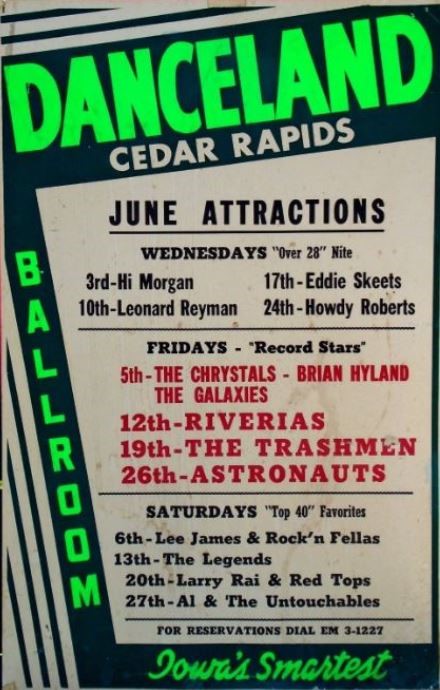 DANCELAND
CEDAR RAPIDS
BALLROOM
JUNE ATTRACTIONS
WEDNESDAYS "Over 28" Nite
3rd-Hi Morgan 17th-Eddie Skeets
10th-Leonard Reyman 24th-Howdy Roberts
FRIDAYS - "Record Stars"
5th-THE CHRYSTALS - BRIAN HYLAND
THE GALAXIES
12th-RIVERIAS
19th-THE TRASHMEN
26th-ASTRONAUTS
SATURDAYS "Top 40" Favorites
6th-Lee James & Rock'n Fellas
13th-The Legends
20th-Larry Rai & Red Tops
27th-Al & The Untouchables
FOR RESERVATIONS DIAL EM 3-1227
Iowa's Smartest